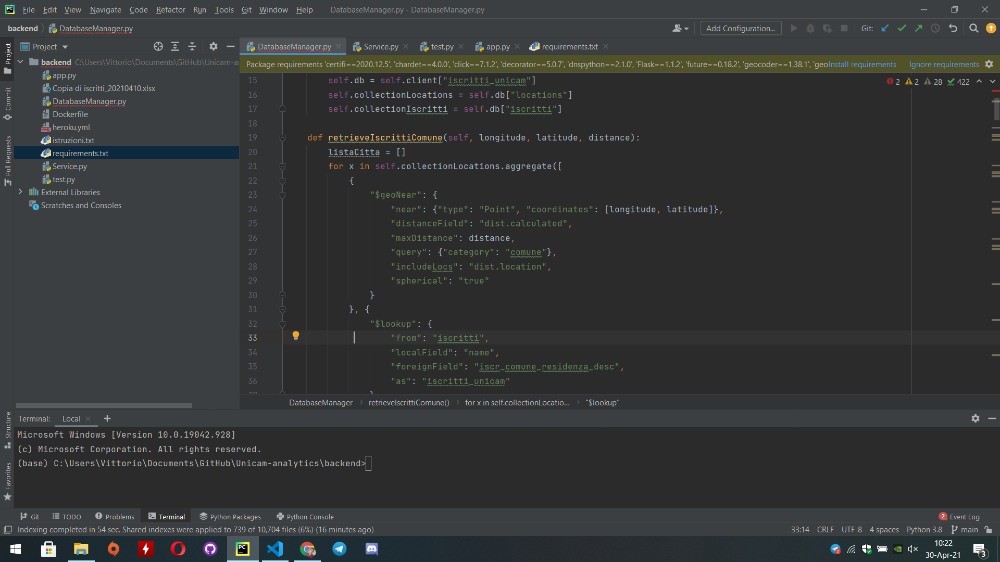 File Edit View Navigate Code Refactor Run Tools Git Window Help DatabaseManager.py - DatabaseManager.py
backend DatabaseManager.py Add Configuration... Git:
Project DatabaseManager.py Service.py test.py app.py requirements.txt
backend C:\Users\Vittorio\Documents\GitHub\Unicam-a
Package requirements 'certifi==2020.12.5', 'chardet==4.0.0', 'click==7.1.2', 'decorator==5.0.7', 'dnspython==2.1.0', 'Flask==1.1.2', 'future==0.18.2', 'geocoder==1.38.1', 'geo Install requirements Ignore requirements
2 2 28 422
app.py
Copia di iscritti_20210410.xlsx
DatabaseManager.py
Dockerfile
heroku.yml
istruzioni.txt
requirements.txt
Service.py
test.py
External Libraries
Scratches and Consoles
15 self.db = self.client["iscritti_unicam"]
16 self.collectionLocations = self.db["locations"]
17 self.collectionIscritti = self.db["iscritti"]
18
19 def retrieveIscrittiComune(self, longitude, latitude, distance):
20 listaCitta = []
21 for x in self.collectionLocations.aggregate([
22 {
23 "$geoNear": {
24 "near": {"type": "Point", "coordinates": [longitude, latitude]},
25 "distanceField": "dist.calculated",
26 "maxDistance": distance,
27 "query": {"category": "comune"},
28 "includeLocs": "dist.location",
29 "spherical": "true"
30 }
31 }, {
32 "$lookup": {
33 "from": "iscritti",
34 "localField": "name",
35 "foreignField": "iscr_comune_residenza_desc",
36 "as": "iscritti_unicam"
DatabaseManager retrieveIscrittiComune() for x in self.collectionLocatio... "$lookup"
Project
Commit
Pull Requests
Structure
Favorites
Terminal: Local
Microsoft Windows [Version 10.0.19042.928]
(c) Microsoft Corporation. All rights reserved.
(base) C:\Users\Vittorio\Documents\GitHub\Unicam-analytics\backend>
Git TODO Problems Terminal Python Packages Python Console 2 Event Log
Indexing completed in 54 sec. Shared indexes were applied to 739 of 10,704 files (6%) (16 minutes ago) 33:14 CRLF UTF-8 4 spaces Python 3.8 main
10:22
30-Apr-21
3